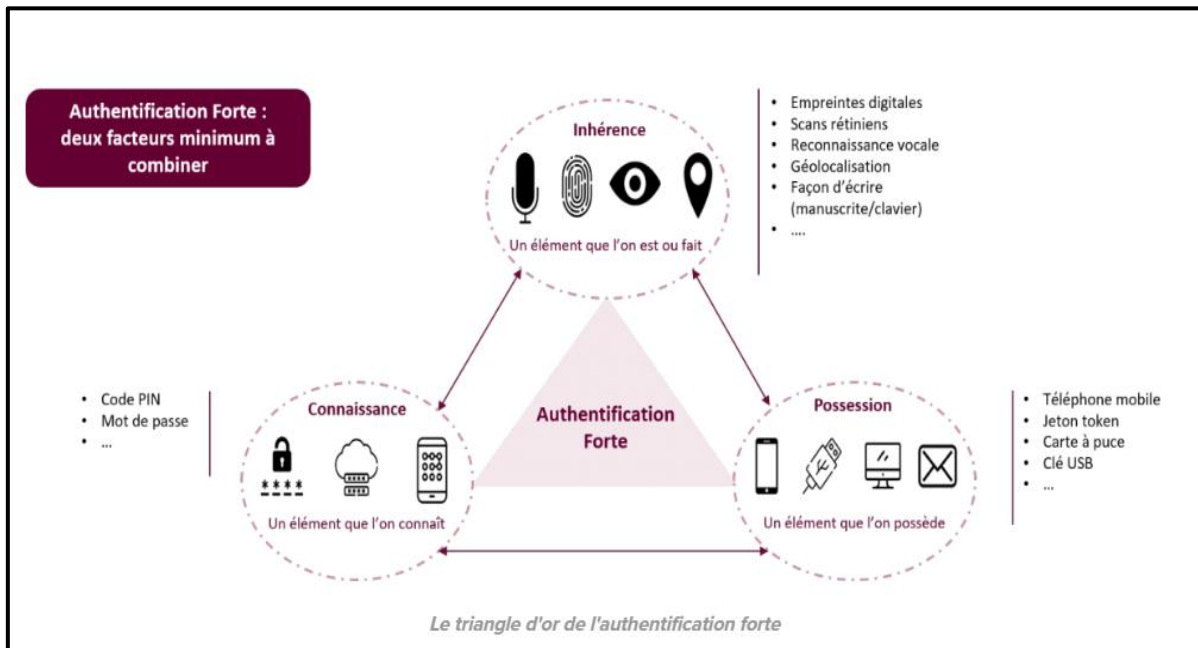 Authentification Forte :
deux facteurs minimum à
combiner
Inhérence
Un élément que l'on est ou fait
• Empreintes digitales
• Scans rétiniens
• Reconnaissance vocale
• Géolocalisation
• Façon d'écrire
(manuscrite/clavier)
• ....
• Code PIN
• Mot de passe
• ...
Connaissance
****
Un élément que l'on connaît
Authentification
Forte
Possession
Un élément que l'on possède
• Téléphone mobile
• Jeton token
• Carte à puce
• Clé USB
• ...
Le triangle d'or de l'authentification forte